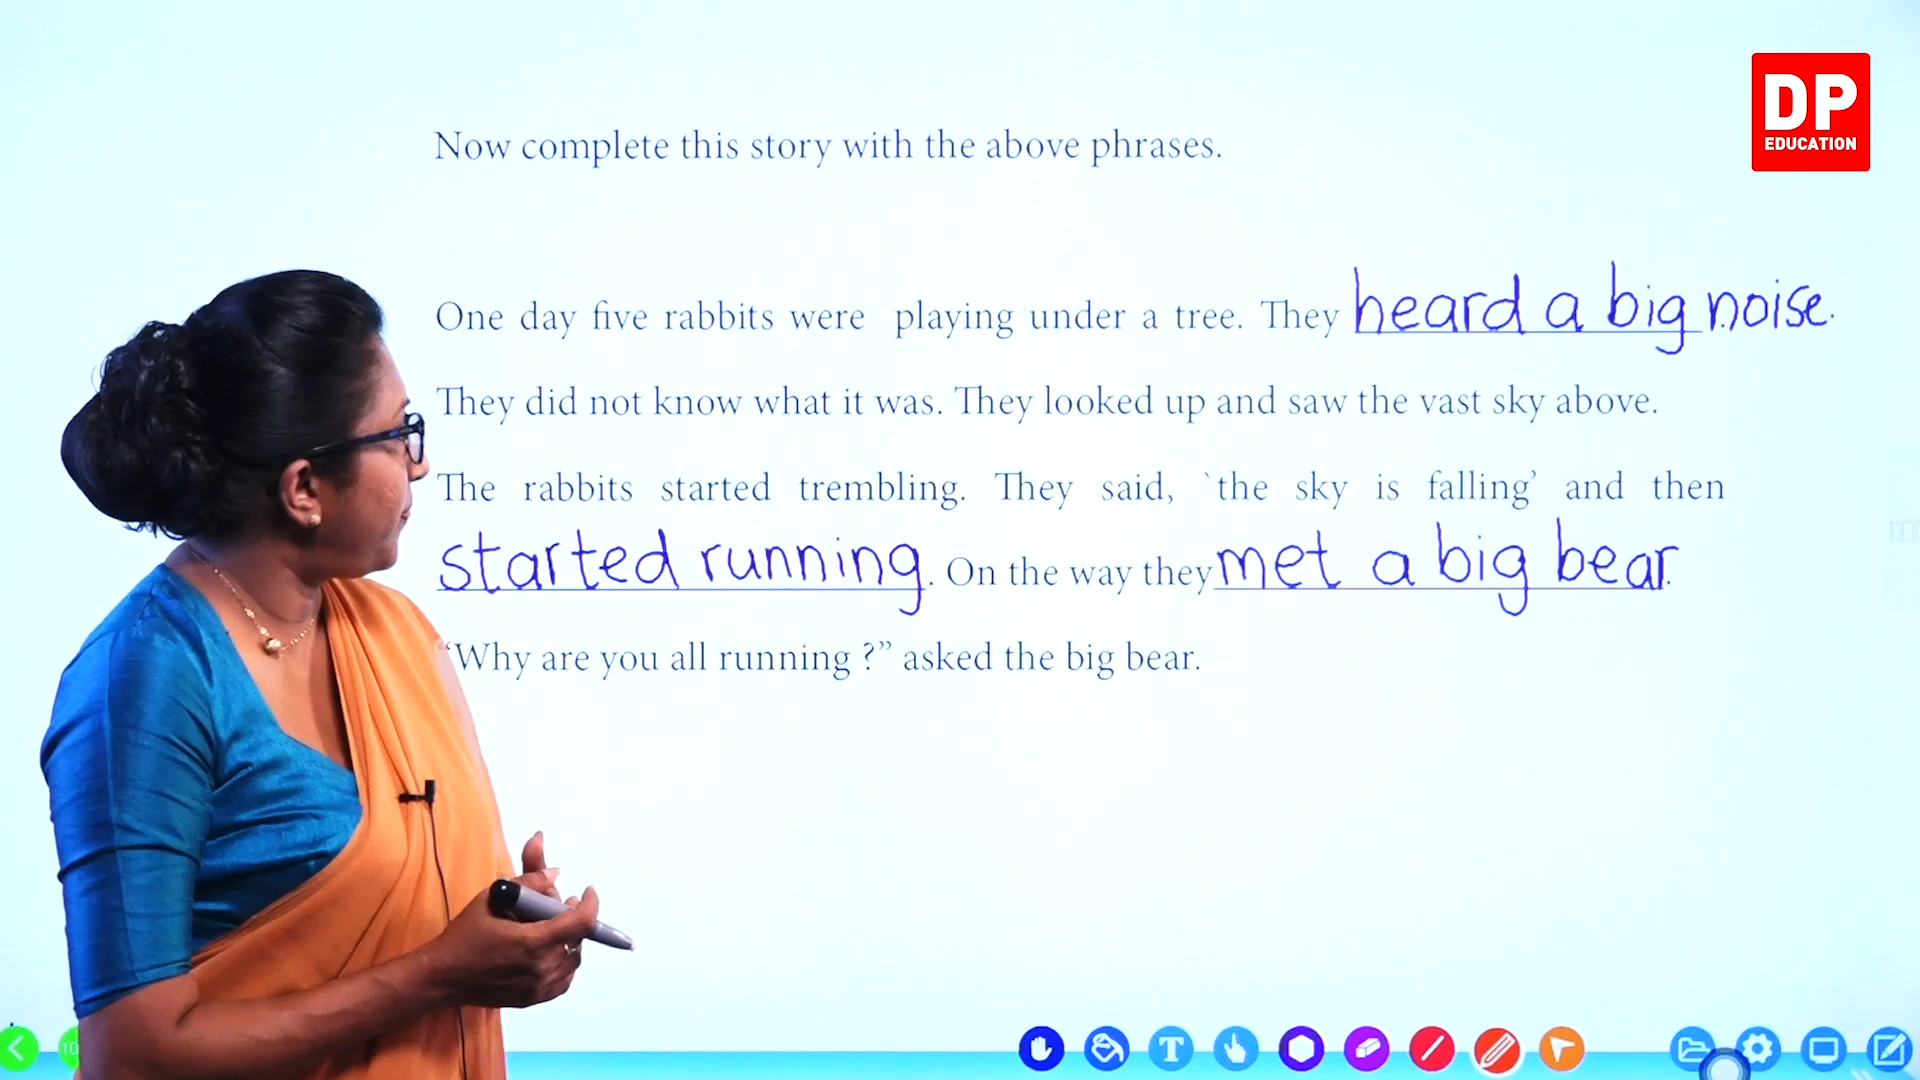 DP
EDUCATION
Now complete this story with the above phrases.
One day five rabbits were playing under a tree. They heard a big noise.
They did not know what it was. They looked up and saw the vast sky above.
The rabbits started trembling. They said, `the sky is falling’ and then
started running. On the way they met a big bear.
“Why are you all running ?” asked the big bear.
10
T